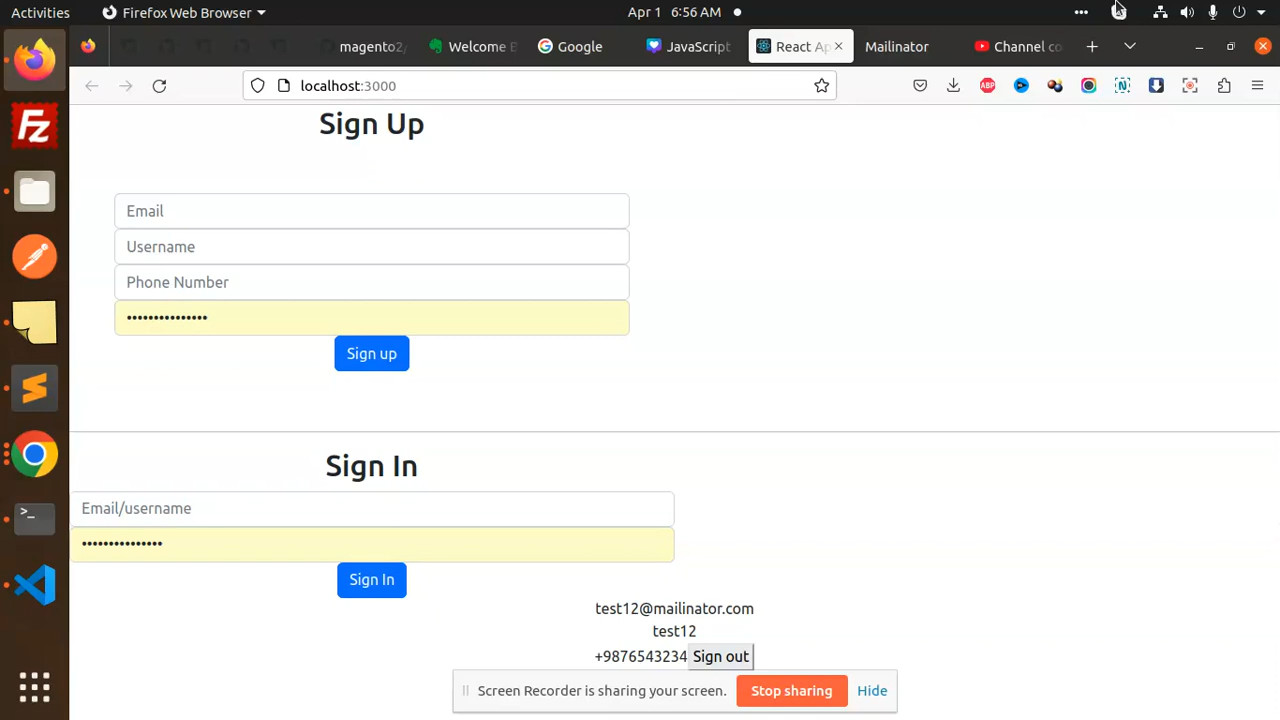 Activities
Firefox Web Browser
Apr 1 6:56 AM
magento2/
Welcome B
Google
JavaScript
React Ap
Mailinator
Channel co
localhost:3000
ABP
N
Fz
>_
Sign Up
Email
Username
Phone Number
•••••••••••••••
Sign up
Sign In
Email/username
•••••••••••••••
Sign In
test12@mailinator.com
test12
+9876543234 Sign out
Screen Recorder is sharing your screen. Stop sharing Hide